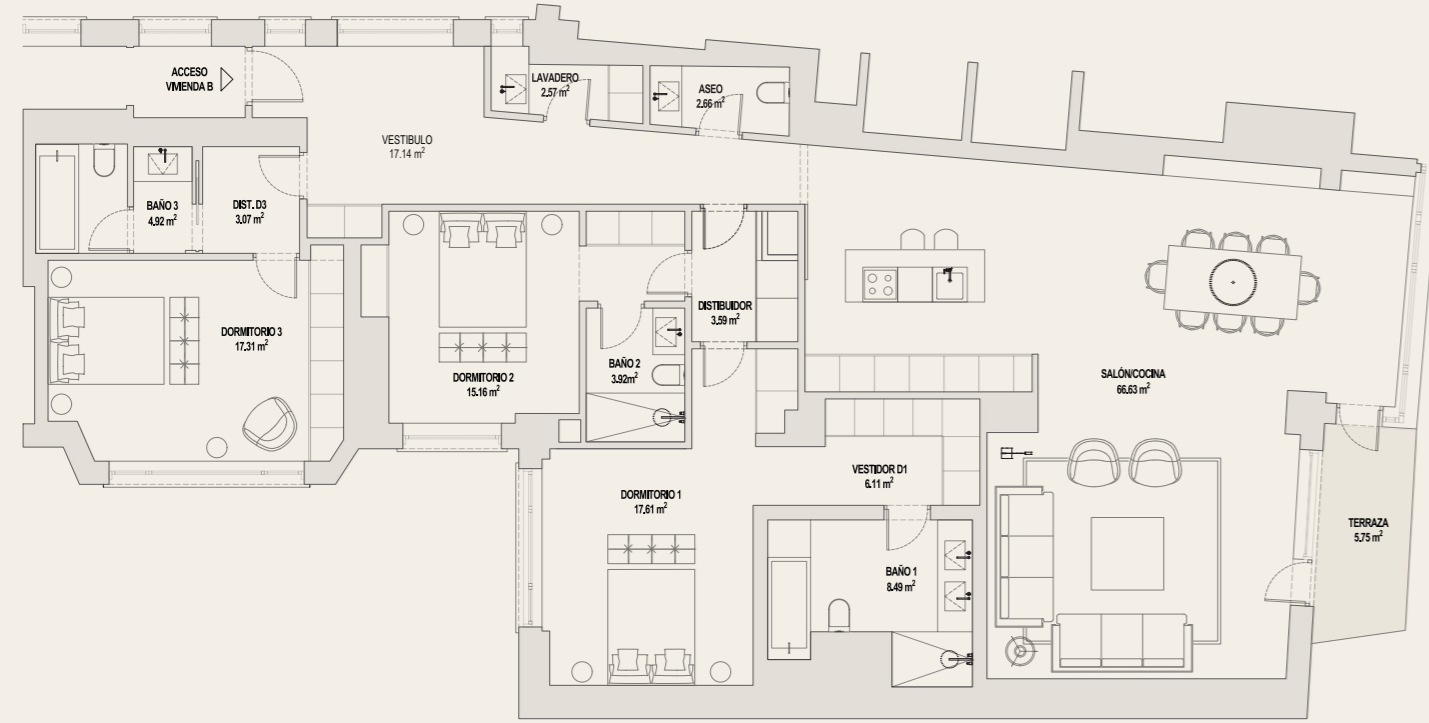 ACCESO
VIVIENDA B
LAVADERO
2.57 m²
ASEO
2.66 m²
VESTIBULO
17.14 m²
BAÑO 3
4.92 m²
DIST. D3
3.07 m²
DISTIBUIDOR
3.59 m²
DORMITORIO 3
17.31 m²
DORMITORIO 2
15.16 m²
BAÑO 2
3.92m²
SALÓN/COCINA
66.63 m²
VESTIDOR D1
6.11 m²
DORMITORIO 1
17.61 m²
TERRAZA
5.75 m²
BAÑO 1
8.49 m²